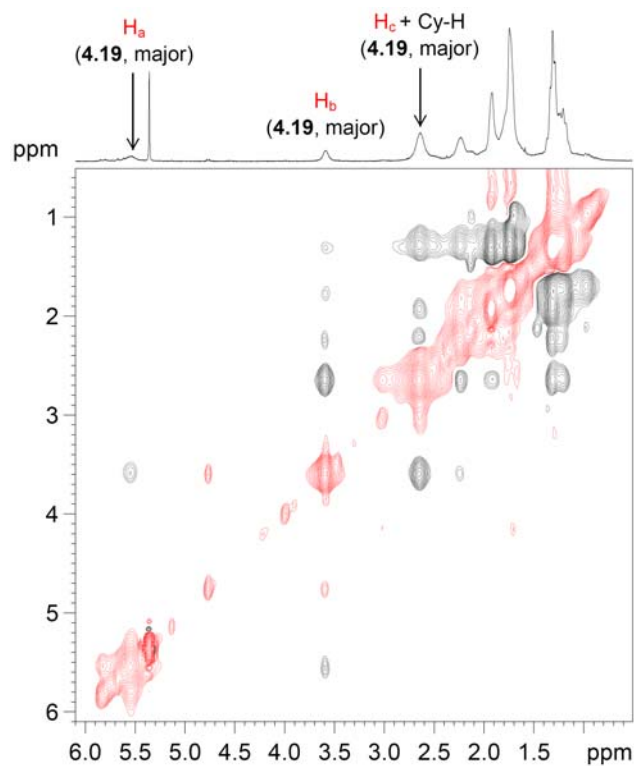 Ha
(4.19, major)
Hc + Cy-H
(4.19, major)
Hb
(4.19, major)
ppm
1
2
3
4
5
6
6.0 5.5 5.0 4.5 4.0 3.5 3.0 2.5 2.0 1.5 ppm